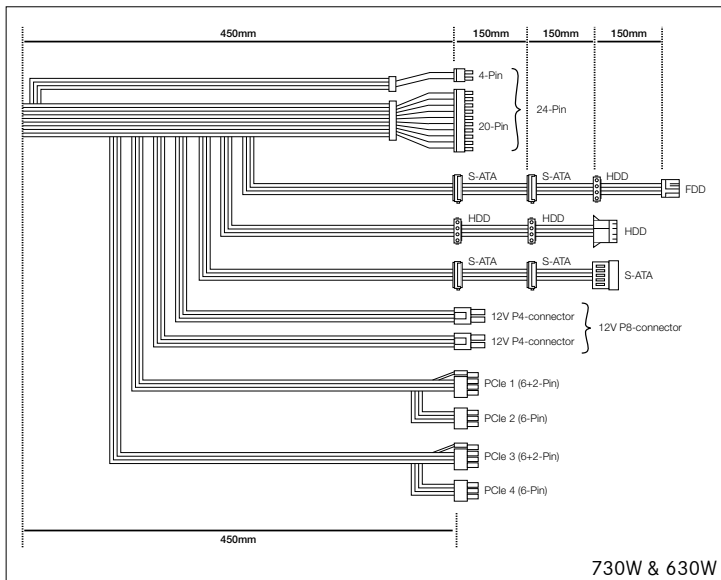 450mm 150mm 150mm 150mm
4-Pin
24-Pin
20-Pin
S-ATA S-ATA HDD
FDD
HDD HDD
HDD
S-ATA S-ATA
S-ATA
12V P4-connector
12V P8-connector
12V P4-connector
PCIe 1 (6+2-Pin)
PCIe 2 (6-Pin)
PCIe 3 (6+2-Pin)
PCIe 4 (6-Pin)
450mm
730W & 630W